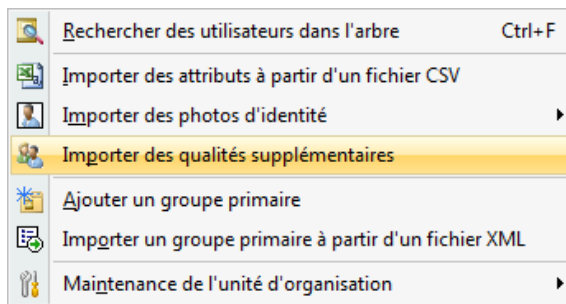 Rechercher des utilisateurs dans l'arbre Ctrl+F
Importer des attributs à partir d'un fichier CSV
Importer des photos d'identité
Importer des qualités supplémentaires
Ajouter un groupe primaire
Importer un groupe primaire à partir d'un fichier XML
Maintenance de l'unité d'organisation